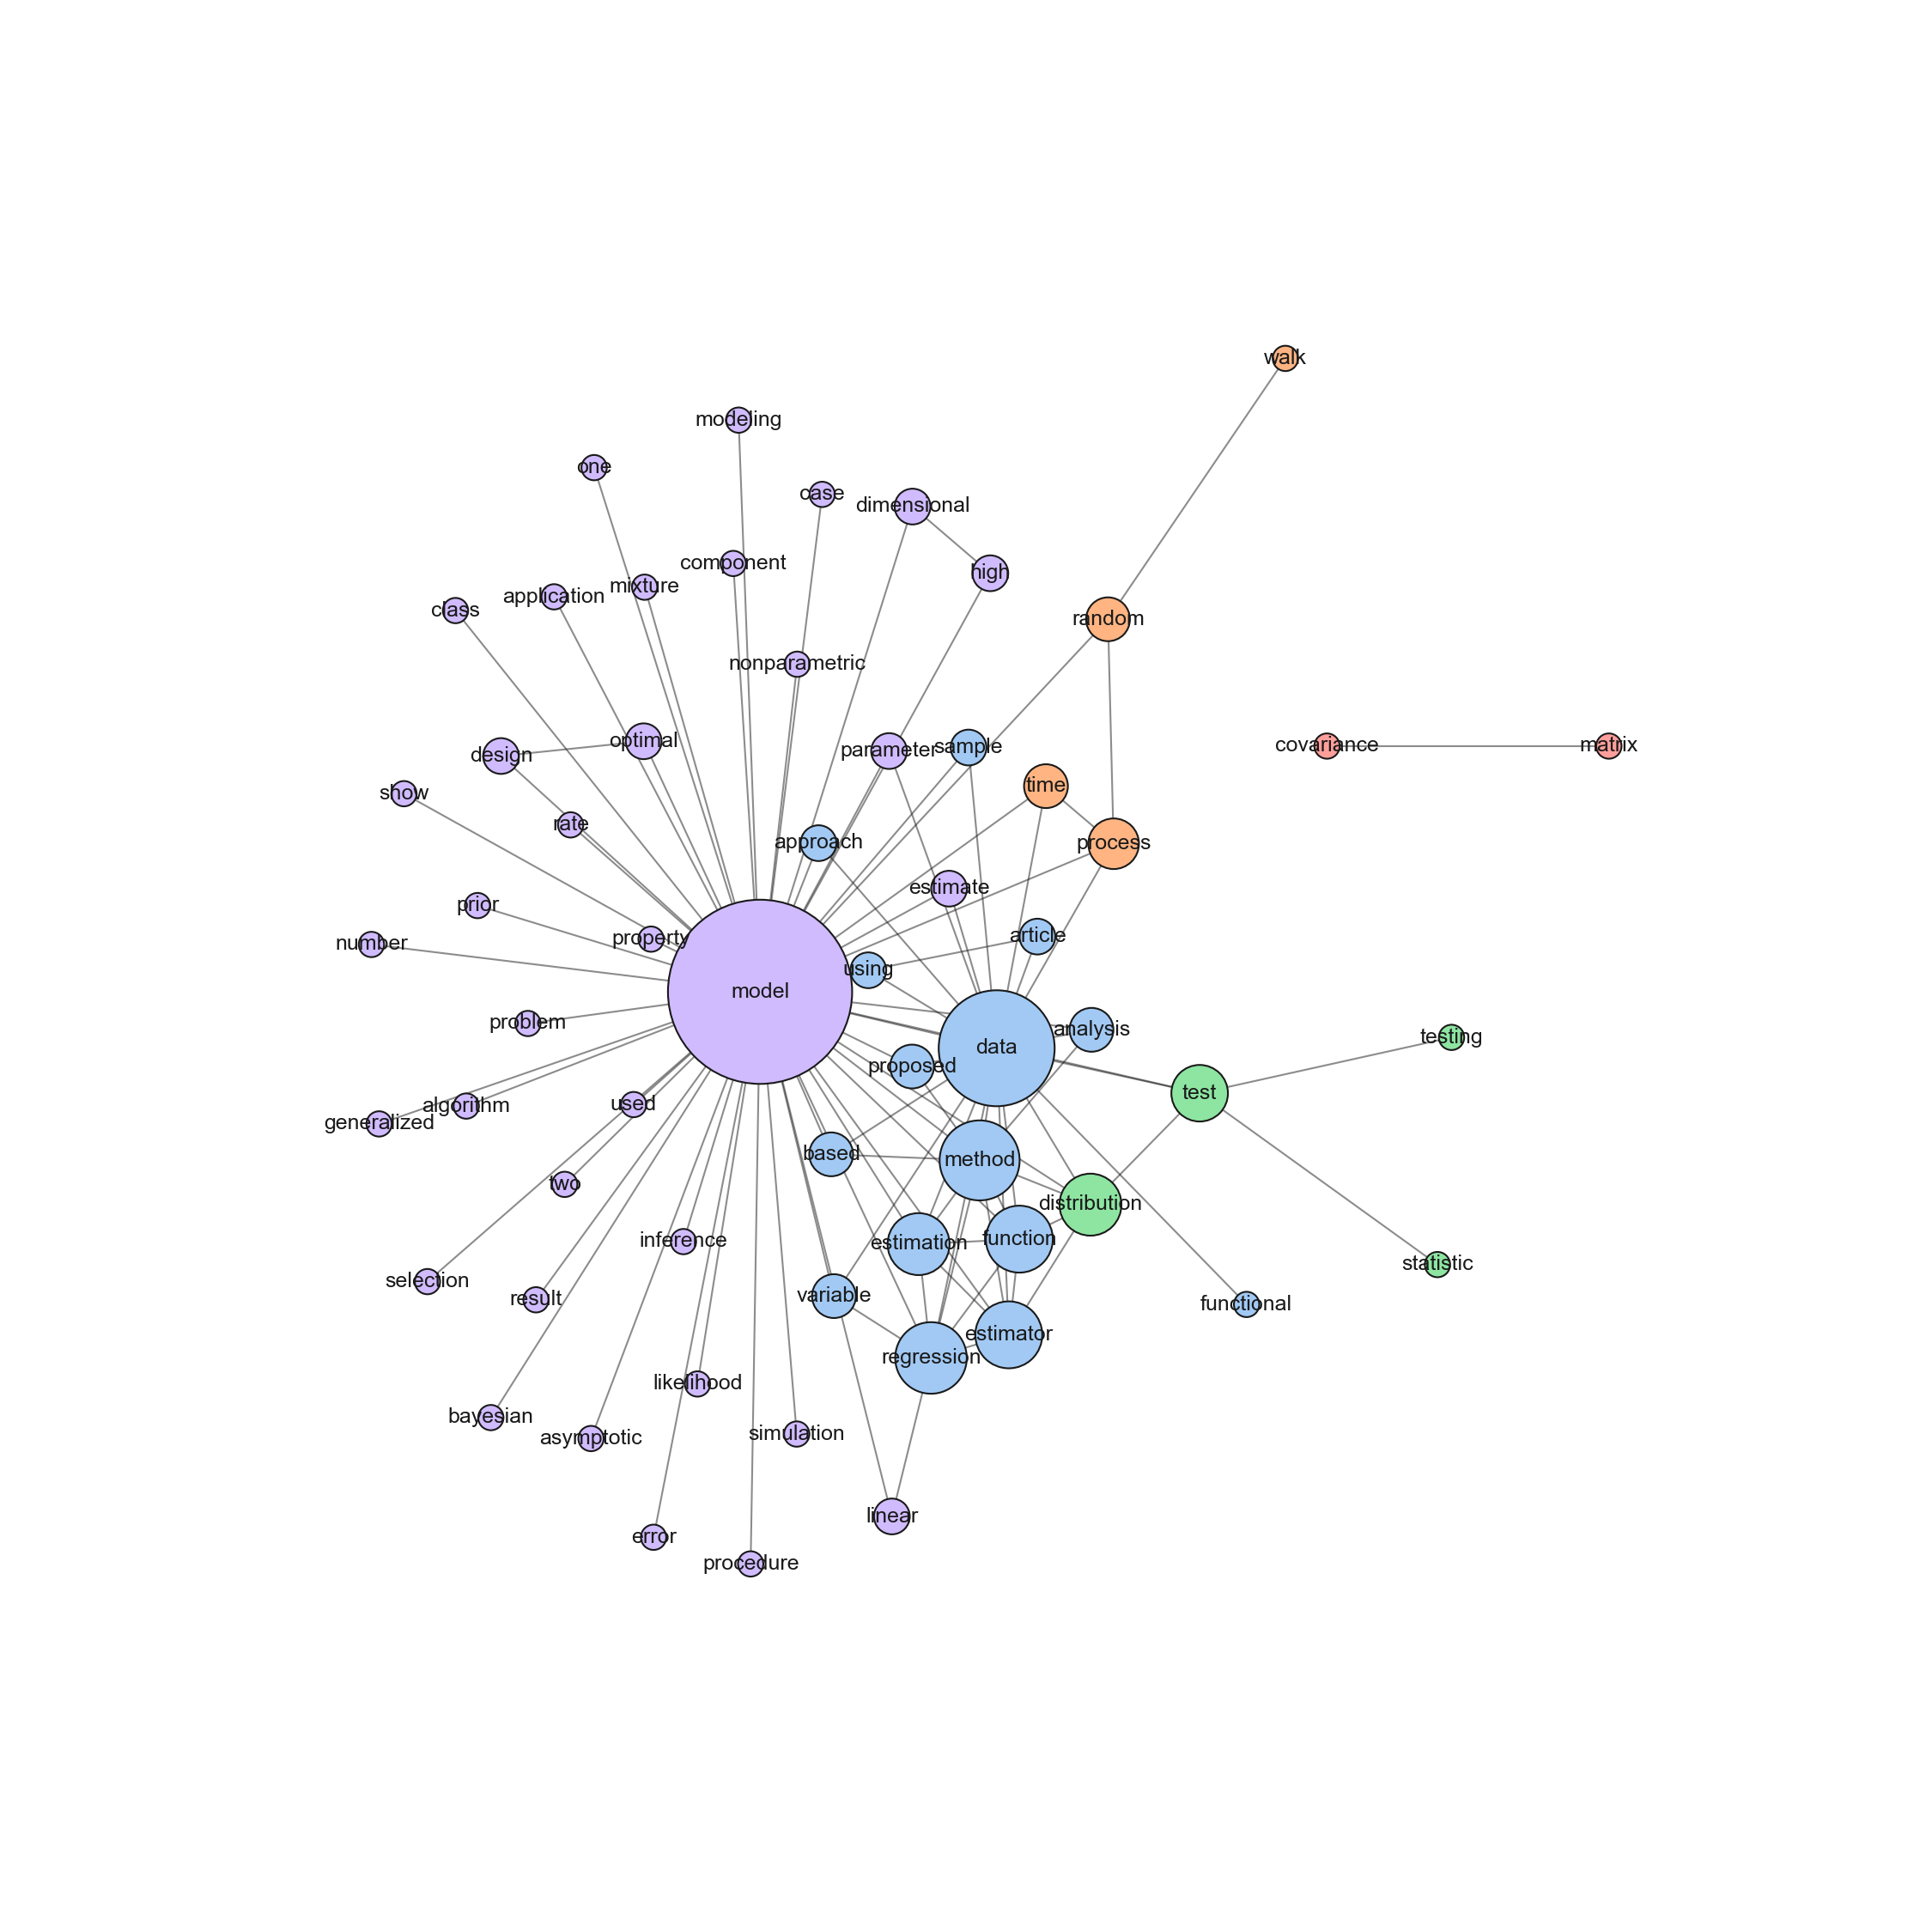 walk
modeling
one
case
dimensional
component
high
mixture
application
class
random
nonparametric
optimal
covariance
matrix
design
parameter
sample
time
show
rate
approach
process
estimate
prior
article
property
number
using
model
problem
analysis
testing
data
proposed
test
used
algorithm
generalized
based
method
two
distribution
function
inference
estimation
statistic
selection
variable
result
functional
estimator
regression
likelihood
bayesian
simulation
asymptotic
linear
error
procedure